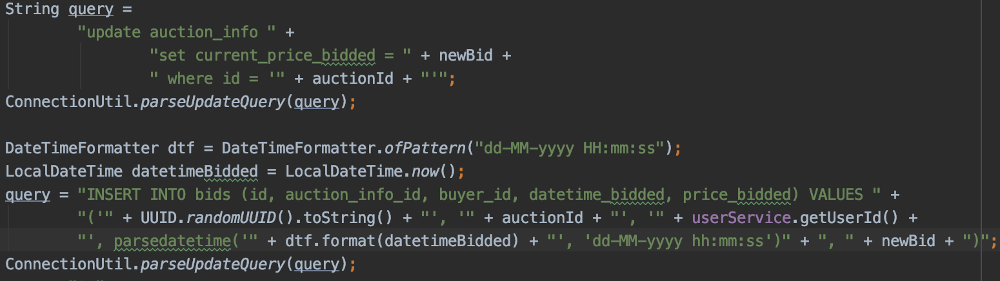 String query =
"update auction_info " +
"set current_price_bidded = " + newBid +
" where id = '" + auctionId + "'";
ConnectionUtil.parseUpdateQuery(query);
DateTimeFormatter dtf = DateTimeFormatter.ofPattern("dd-MM-yyyy HH:mm:ss");
LocalDateTime datetimeBidded = LocalDateTime.now();
query = "INSERT INTO bids (id, auction_info_id, buyer_id, datetime_bidded, price_bidded) VALUES " +
"('" + UUID.randomUUID().toString() + "', '" + auctionId + "', '" + userService.getUserId() +
"', parsedatetime('" + dtf.format(datetimeBidded) + "', 'dd-MM-yyyy hh:mm:ss')" + ", " + newBid + ")";
ConnectionUtil.parseUpdateQuery(query);